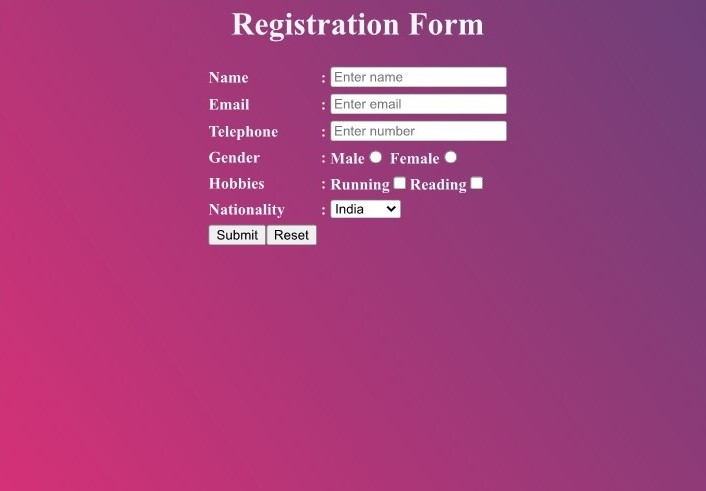 Registration Form
Name : Enter name
Email : Enter email
Telephone : Enter number
Gender : Male Female
Hobbies : Running Reading
Nationality : India
Submit Reset